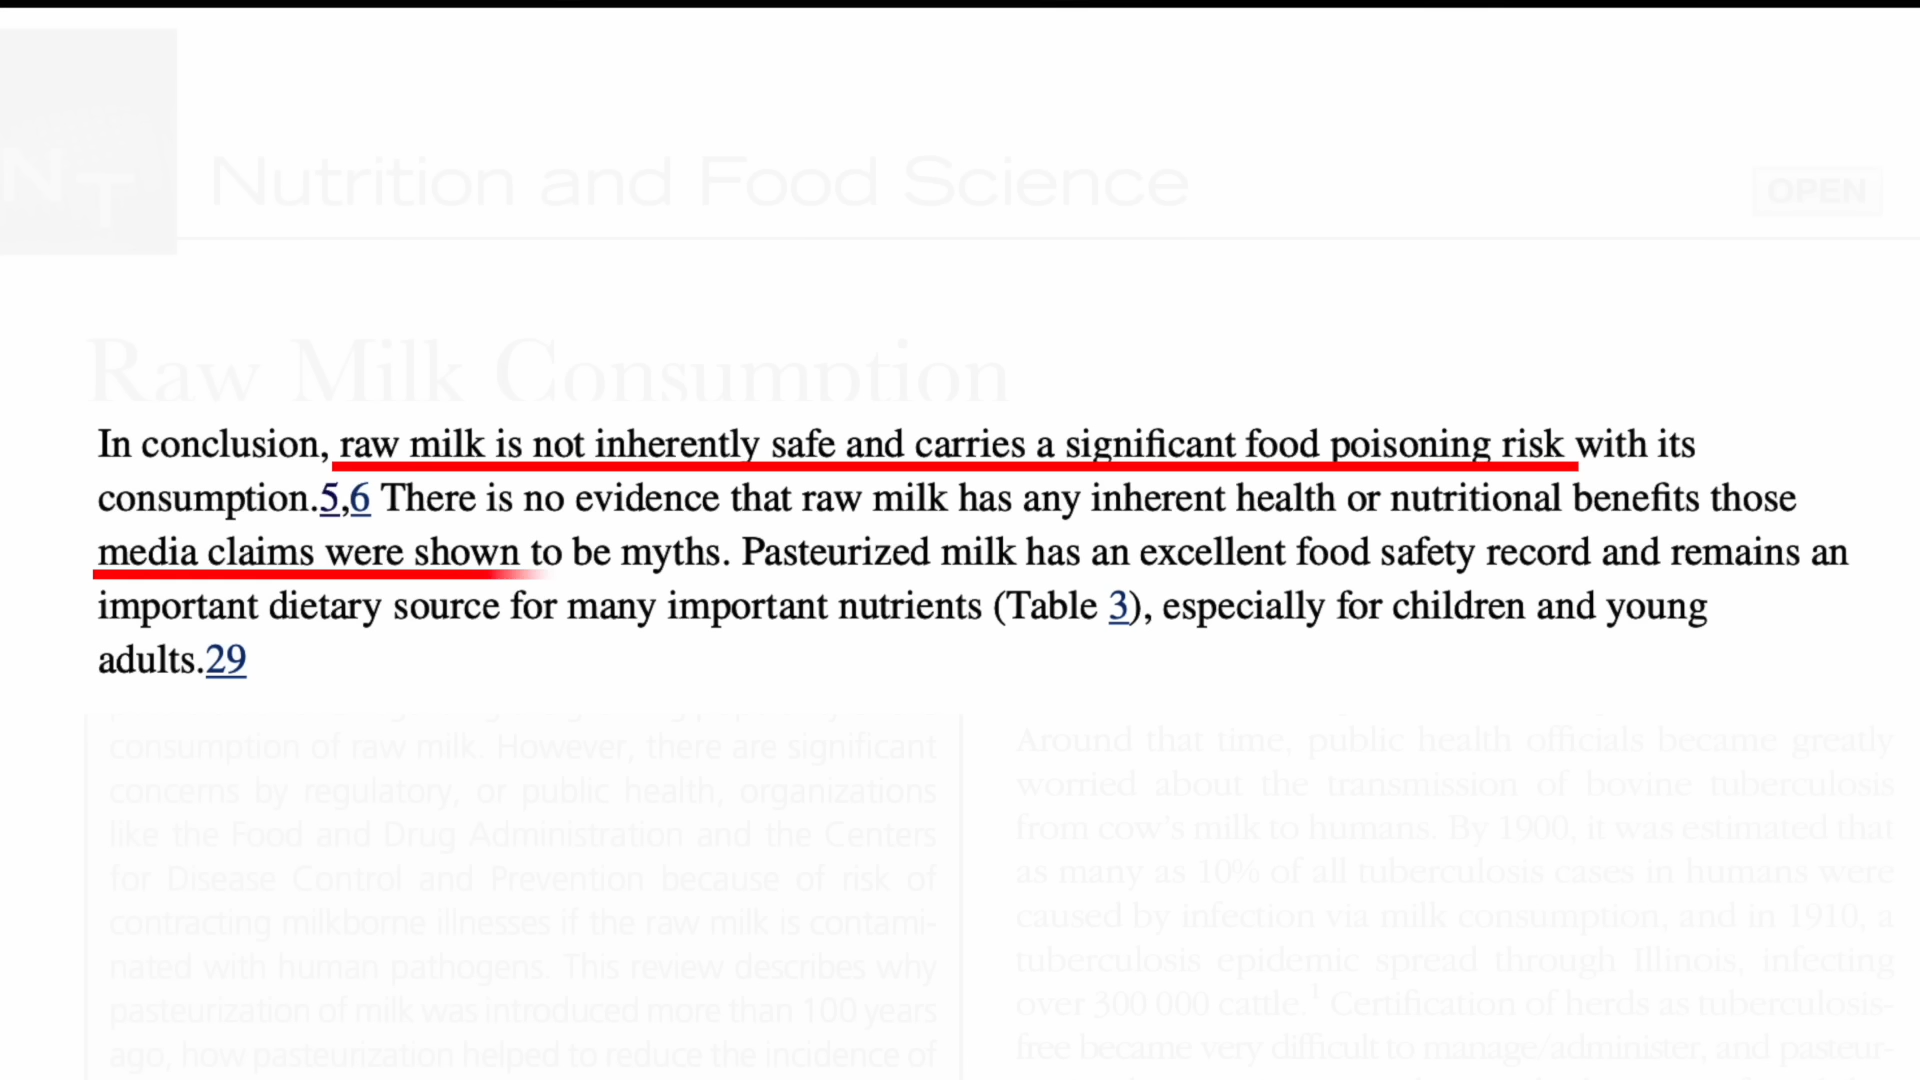 NT
Nutrition and Food Science
OPEN
Raw Milk Consumption
In conclusion, raw milk is not inherently safe and carries a significant food poisoning risk with its
consumption.5,6 There is no evidence that raw milk has any inherent health or nutritional benefits those
media claims were shown to be myths. Pasteurized milk has an excellent food safety record and remains an
important dietary source for many important nutrients (Table 3), especially for children and young
adults.29
consumption of raw milk. However, there are significant
concerns by regulatory, or public health, organizations
like the Food and Drug Administration and the Centers
for Disease Control and Prevention because of risk of
contracting milkborne illnesses if the raw milk is contami-
nated with human pathogens. This review describes why
pasteurization of milk was introduced more than 100 years
ago, how pasteurization helped to reduce the incidence of
Around that time, public health officials became greatly
worried about the transmission of bovine tuberculosis
from cow's milk to humans. By 1900, it was estimated that
as many as 10% of all tuberculosis cases in humans were
caused by infection via milk consumption, and in 1910, a
tuberculosis epidemic spread through Illinois, infecting
over 300 000 cattle.1 Certification of herds as tuberculosis-
free became very difficult to manage/administer, and pasteur-